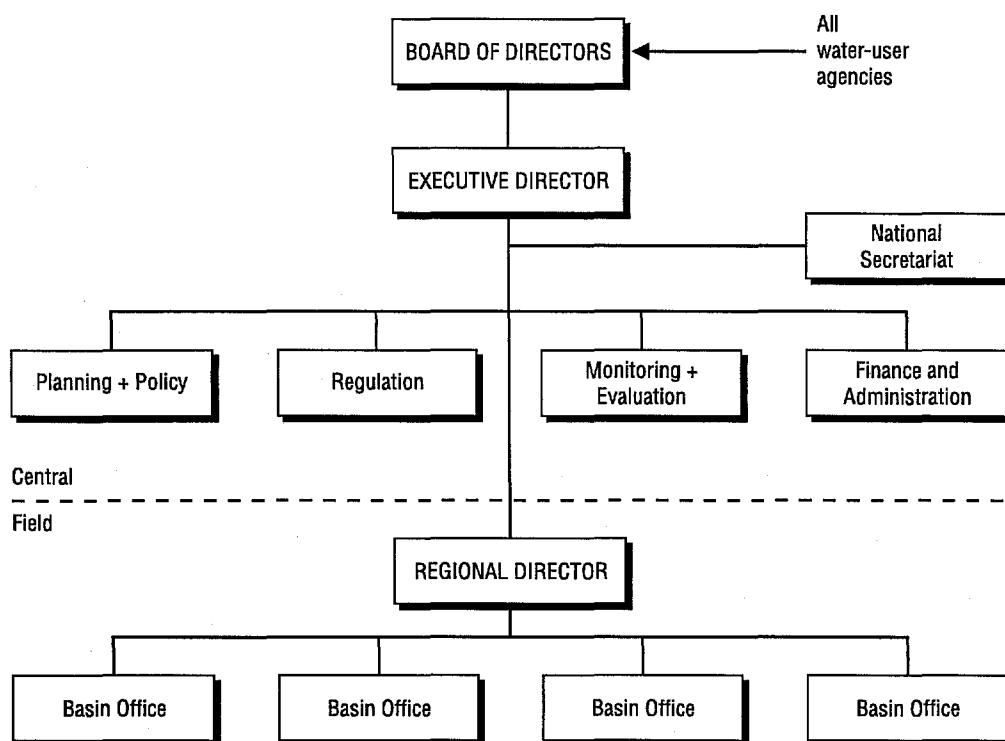 All
water-user
agencies
BOARD OF DIRECTORS
EXECUTIVE DIRECTOR
National
Secretariat
Planning + Policy
Regulation
Monitoring +
Evaluation
Finance and
Administration
Central
Field
REGIONAL DIRECTOR
Basin Office
Basin Office
Basin Office
Basin Office